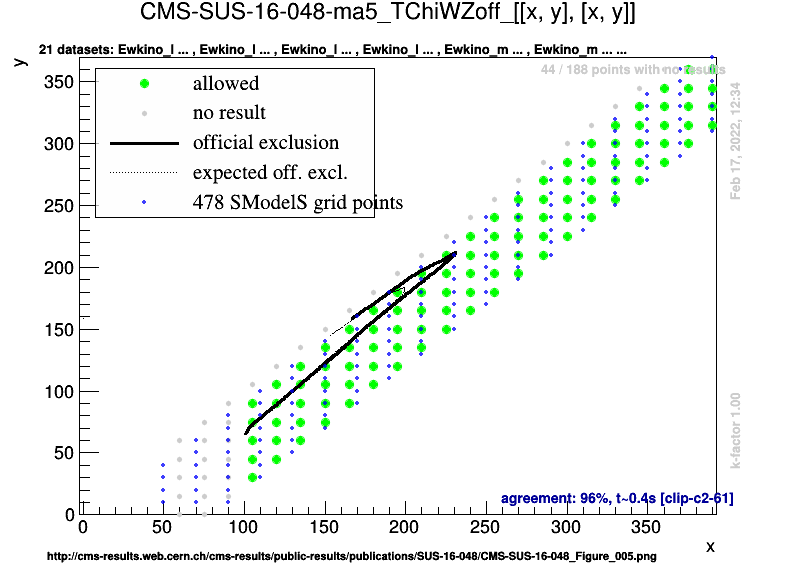 CMS-SUS-16-048-ma5_TChiWZoff_[[x, y], [x, y]]
21 datasets: Ewkino_l ... , Ewkino_l ... , Ewkino_l ... , Ewkino_l ... , Ewkino_m ... , Ewkino_m ... ...
y
44 / 188 points with no results
allowed
no result
official exclusion
expected off. excl.
478 SModelS grid points
350
300
250
200
150
100
50
0
Feb 17, 2022, 12:34
k-factor 1.00
agreement: 96%, t~0.4s [clip-c2-61]
0 50 100 150 200 250 300 350
x
http://cms-results.web.cern.ch/cms-results/public-results/publications/SUS-16-048/CMS-SUS-16-048_Figure_005.png